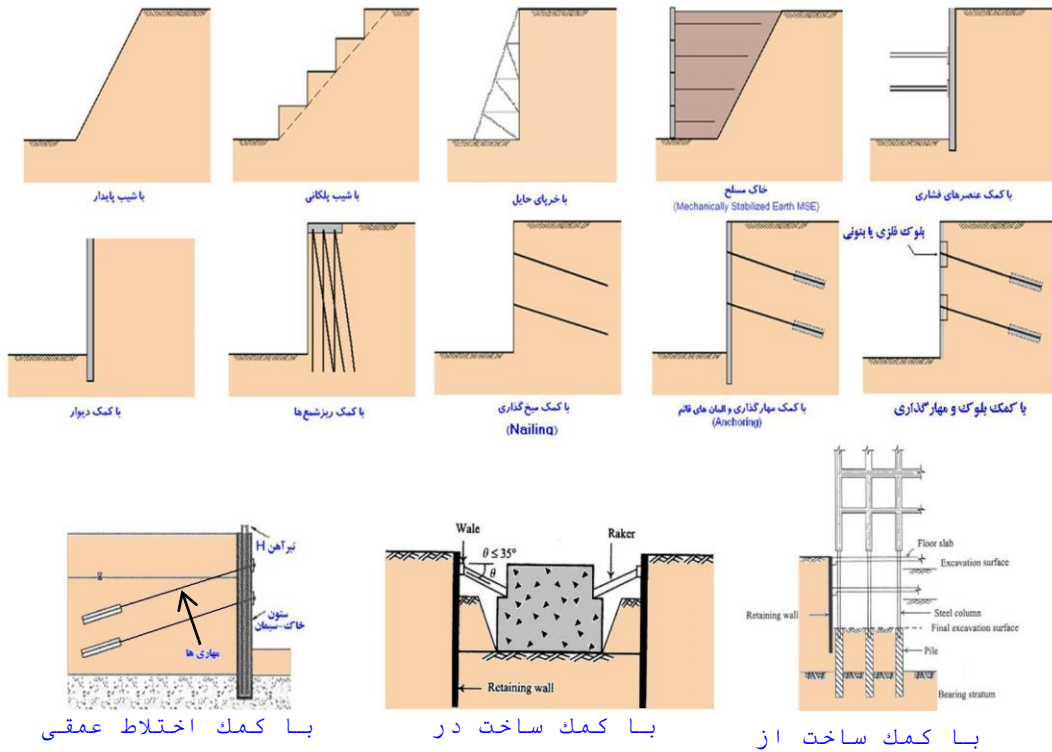 با شیب پایدار
با شیب پلکانی
با خرپای حایل
خاک مسلح
(Mechanically Stabilized Earth MSE)
با کمک عنصرهای فشاری
با کمک دیوار
با کمک ریزشمع‌ها
با کمک میخ گذاری
(Nailing)
با کمک مهارگذاری و المان های قائم
(Anchoring)
بلوک فلزی یا بتونی
با کمک بلوک و مهارگذاری
تیرآهن H
ستون
خاک-سیمان
مهاری ها
با کمک اختلاط عمقی
Wale
θ ≤ 35°
θ
Raker
Retaining wall
با کمک ساخت در
Floor slab
Excavation surface
Retaining wall
Steel column
Final excavation surface
Pile
Bearing stratum
با کمک ساخت از